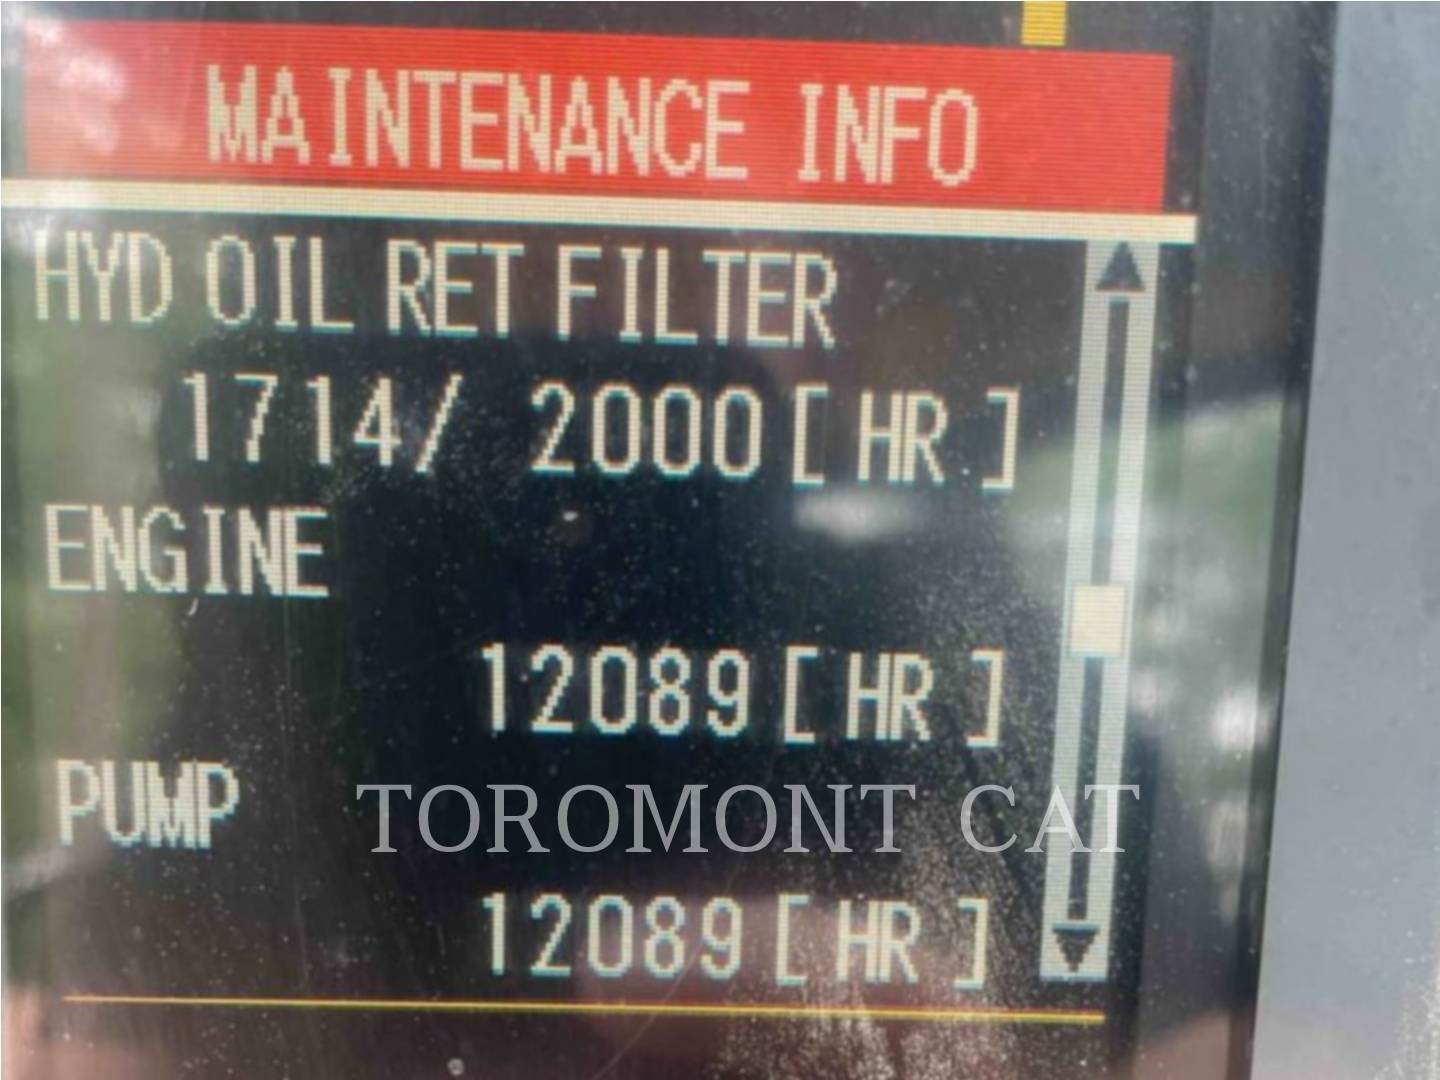 MAINTENANCE INFO
HYD OIL RET FILTER
1714/ 2000[ HR ]
ENGINE
12089[ HR ]
PUMP
TOROMONT CAT
12089[ HR ]